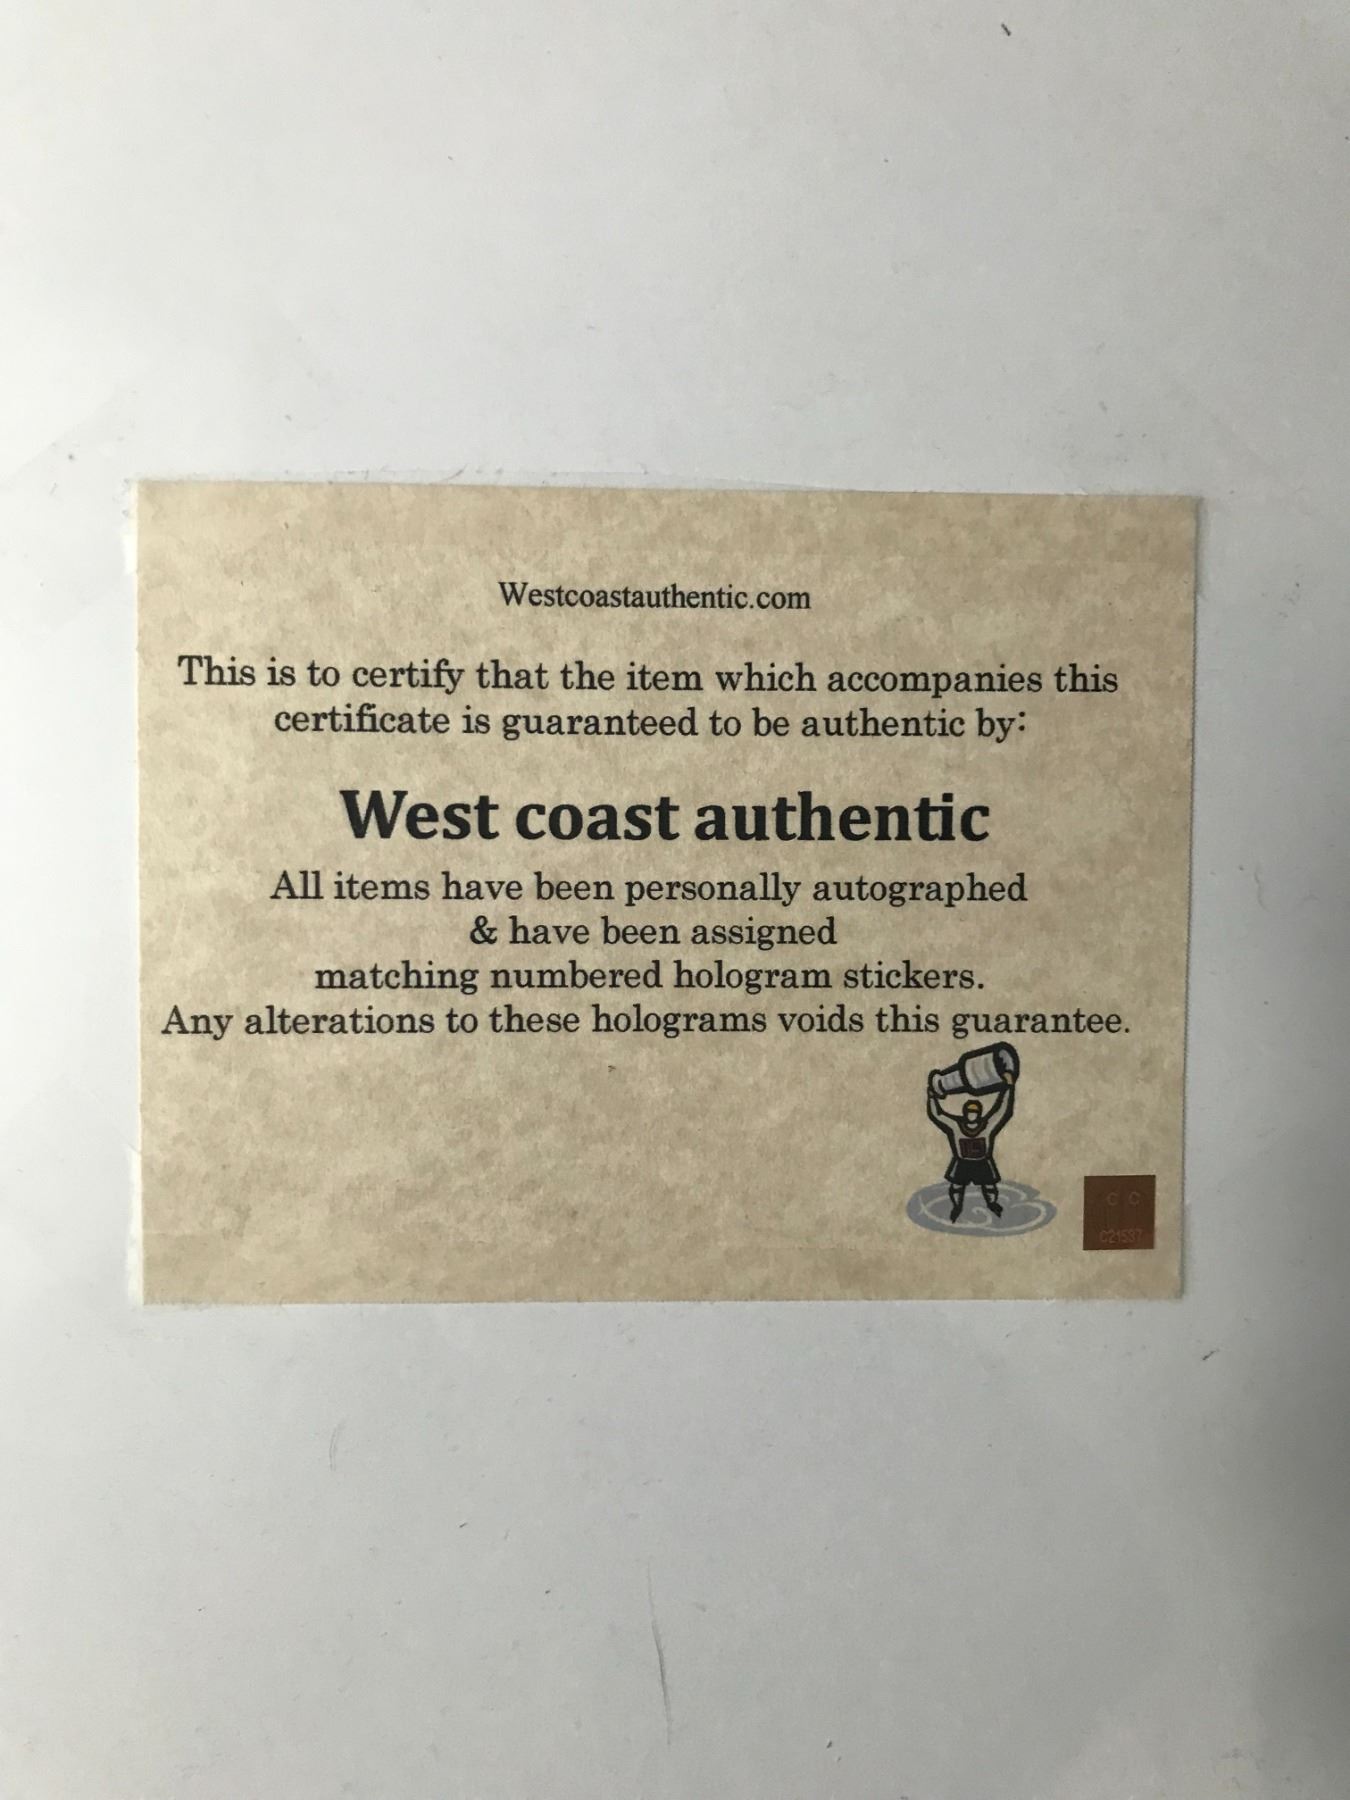 Westcoastauthentic.com
This is to certify that the item which accompanies this
certificate is guaranteed to be authentic by:
West coast authentic
All items have been personally autographed
& have been assigned
matching numbered hologram stickers.
Any alterations to these holograms voids this guarantee.
C C
C21537